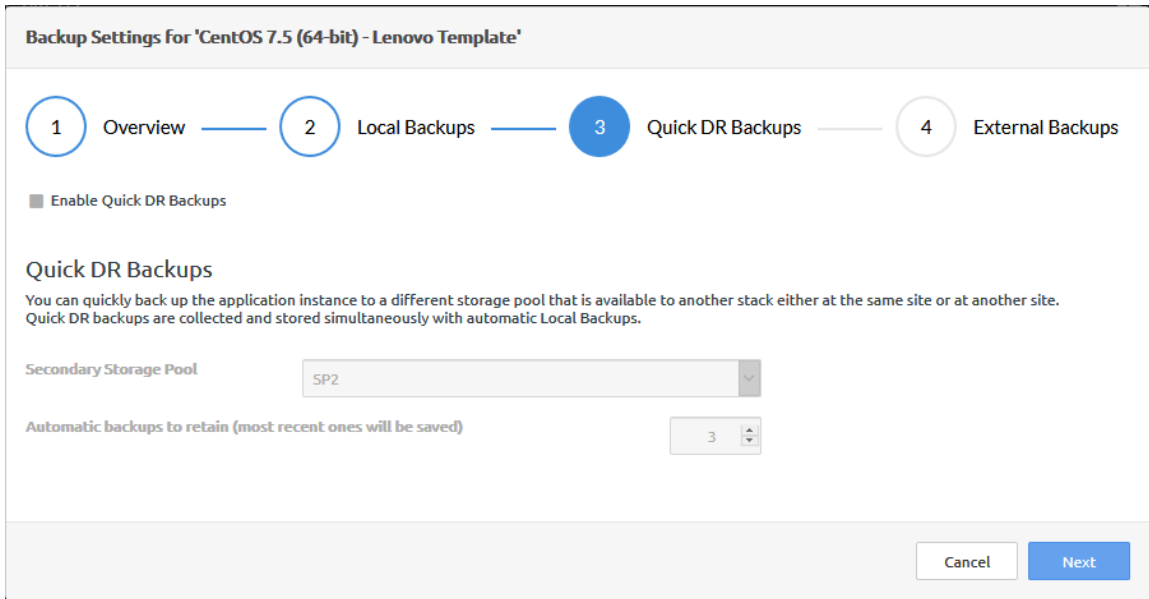 Backup Settings for 'CentOS 7.5 (64-bit) - Lenovo Template'
1 Overview 2 Local Backups 3 Quick DR Backups 4 External Backups
Enable Quick DR Backups
Quick DR Backups
You can quickly back up the application instance to a different storage pool that is available to another stack either at the same site or at another site.
Quick DR backups are collected and stored simultaneously with automatic Local Backups.
Secondary Storage Pool SP2
Automatic backups to retain (most recent ones will be saved) 3
Cancel Next